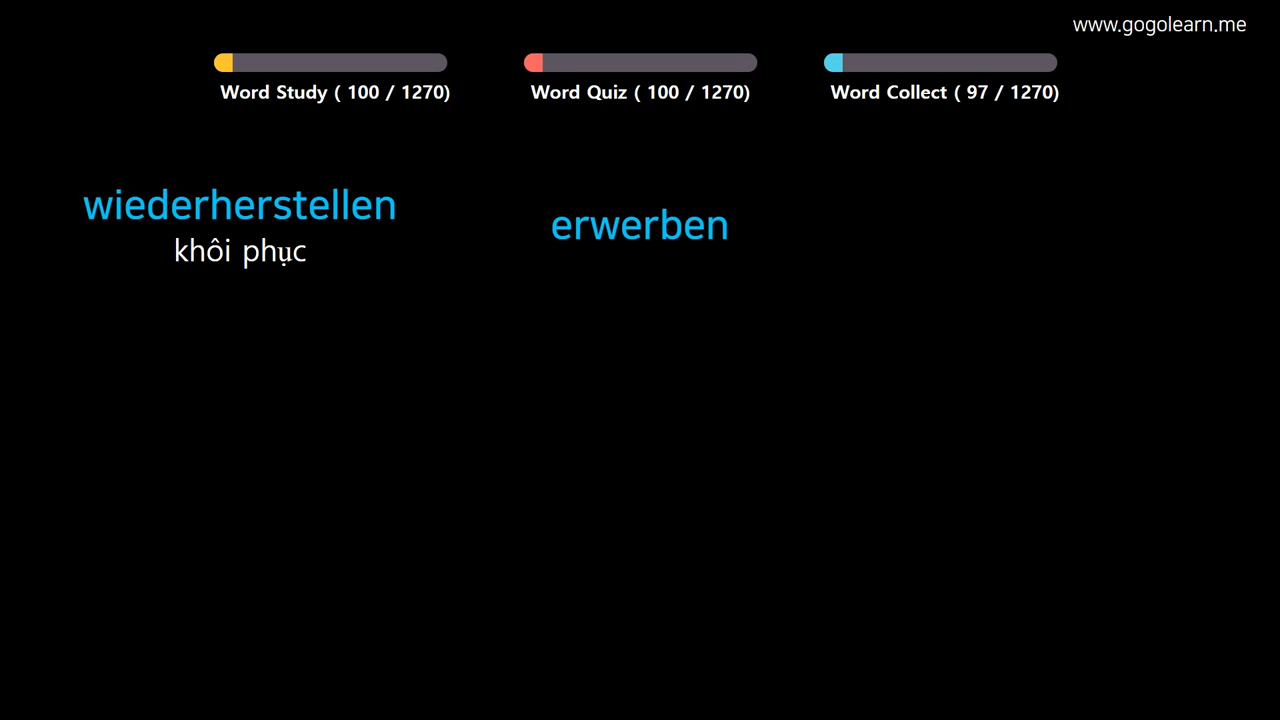 www.gogolearn.me
Word Study ( 100 / 1270)
Word Quiz ( 100 / 1270)
Word Collect ( 97 / 1270)
wiederherstellen
khôi phục
erwerben